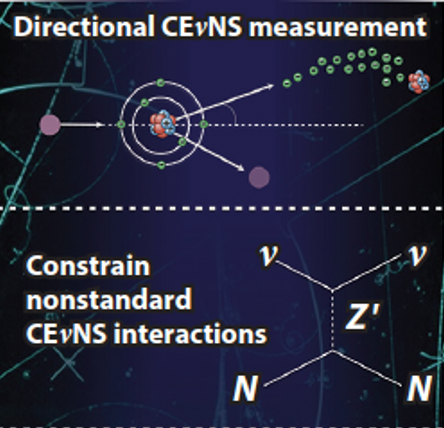 Directional CEνNS measurement
Constrain
nonstandard
CEνNS interactions
ν ν
Z'
N N